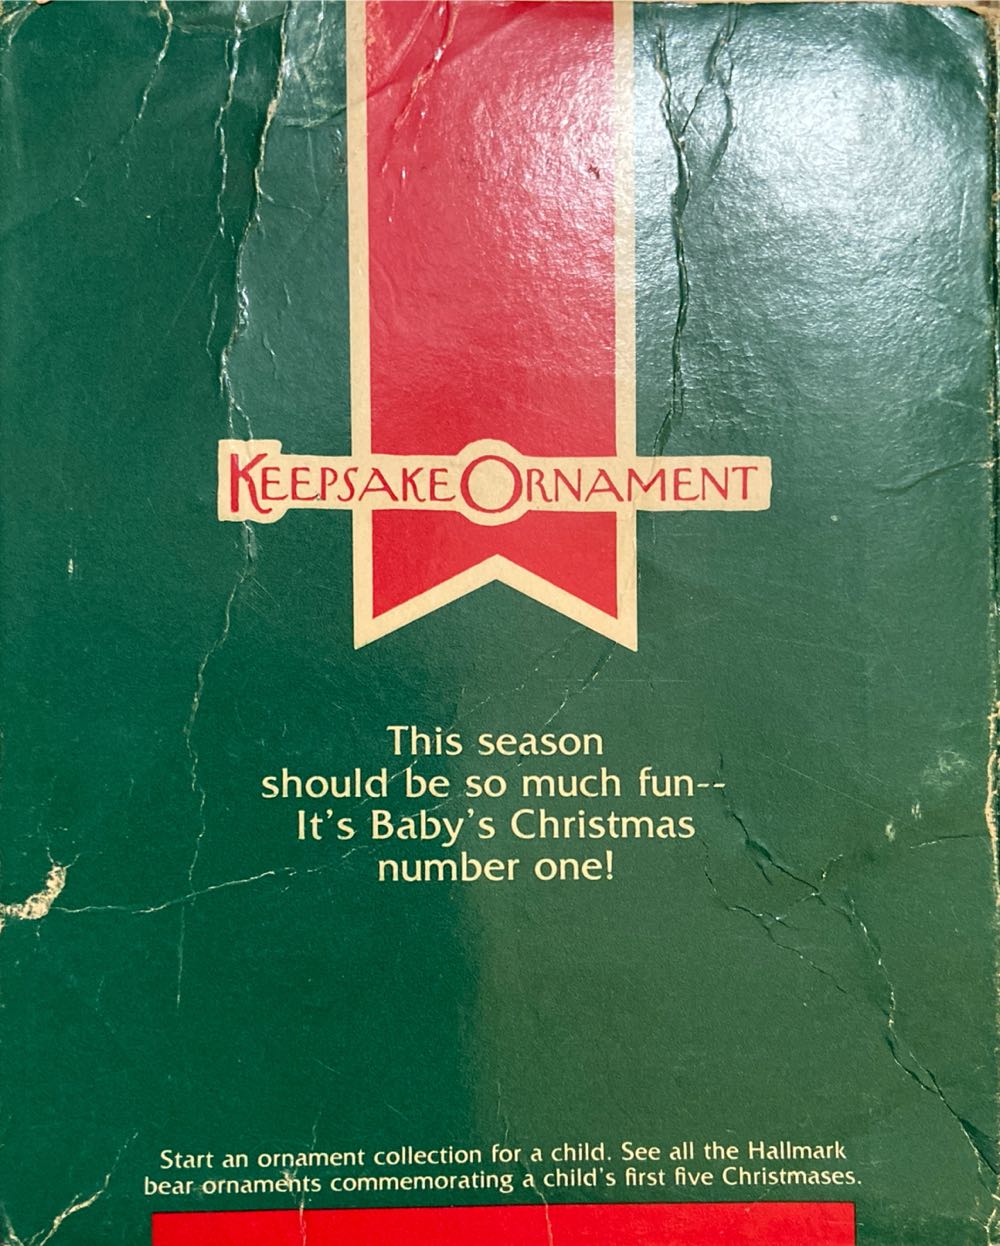 KEEPSAKE ORNAMENT
This season
should be so much fun--
It's Baby's Christmas
number one!
Start an ornament collection for a child. See all the Hallmark
bear ornaments commemorating a child's first five Christmases.